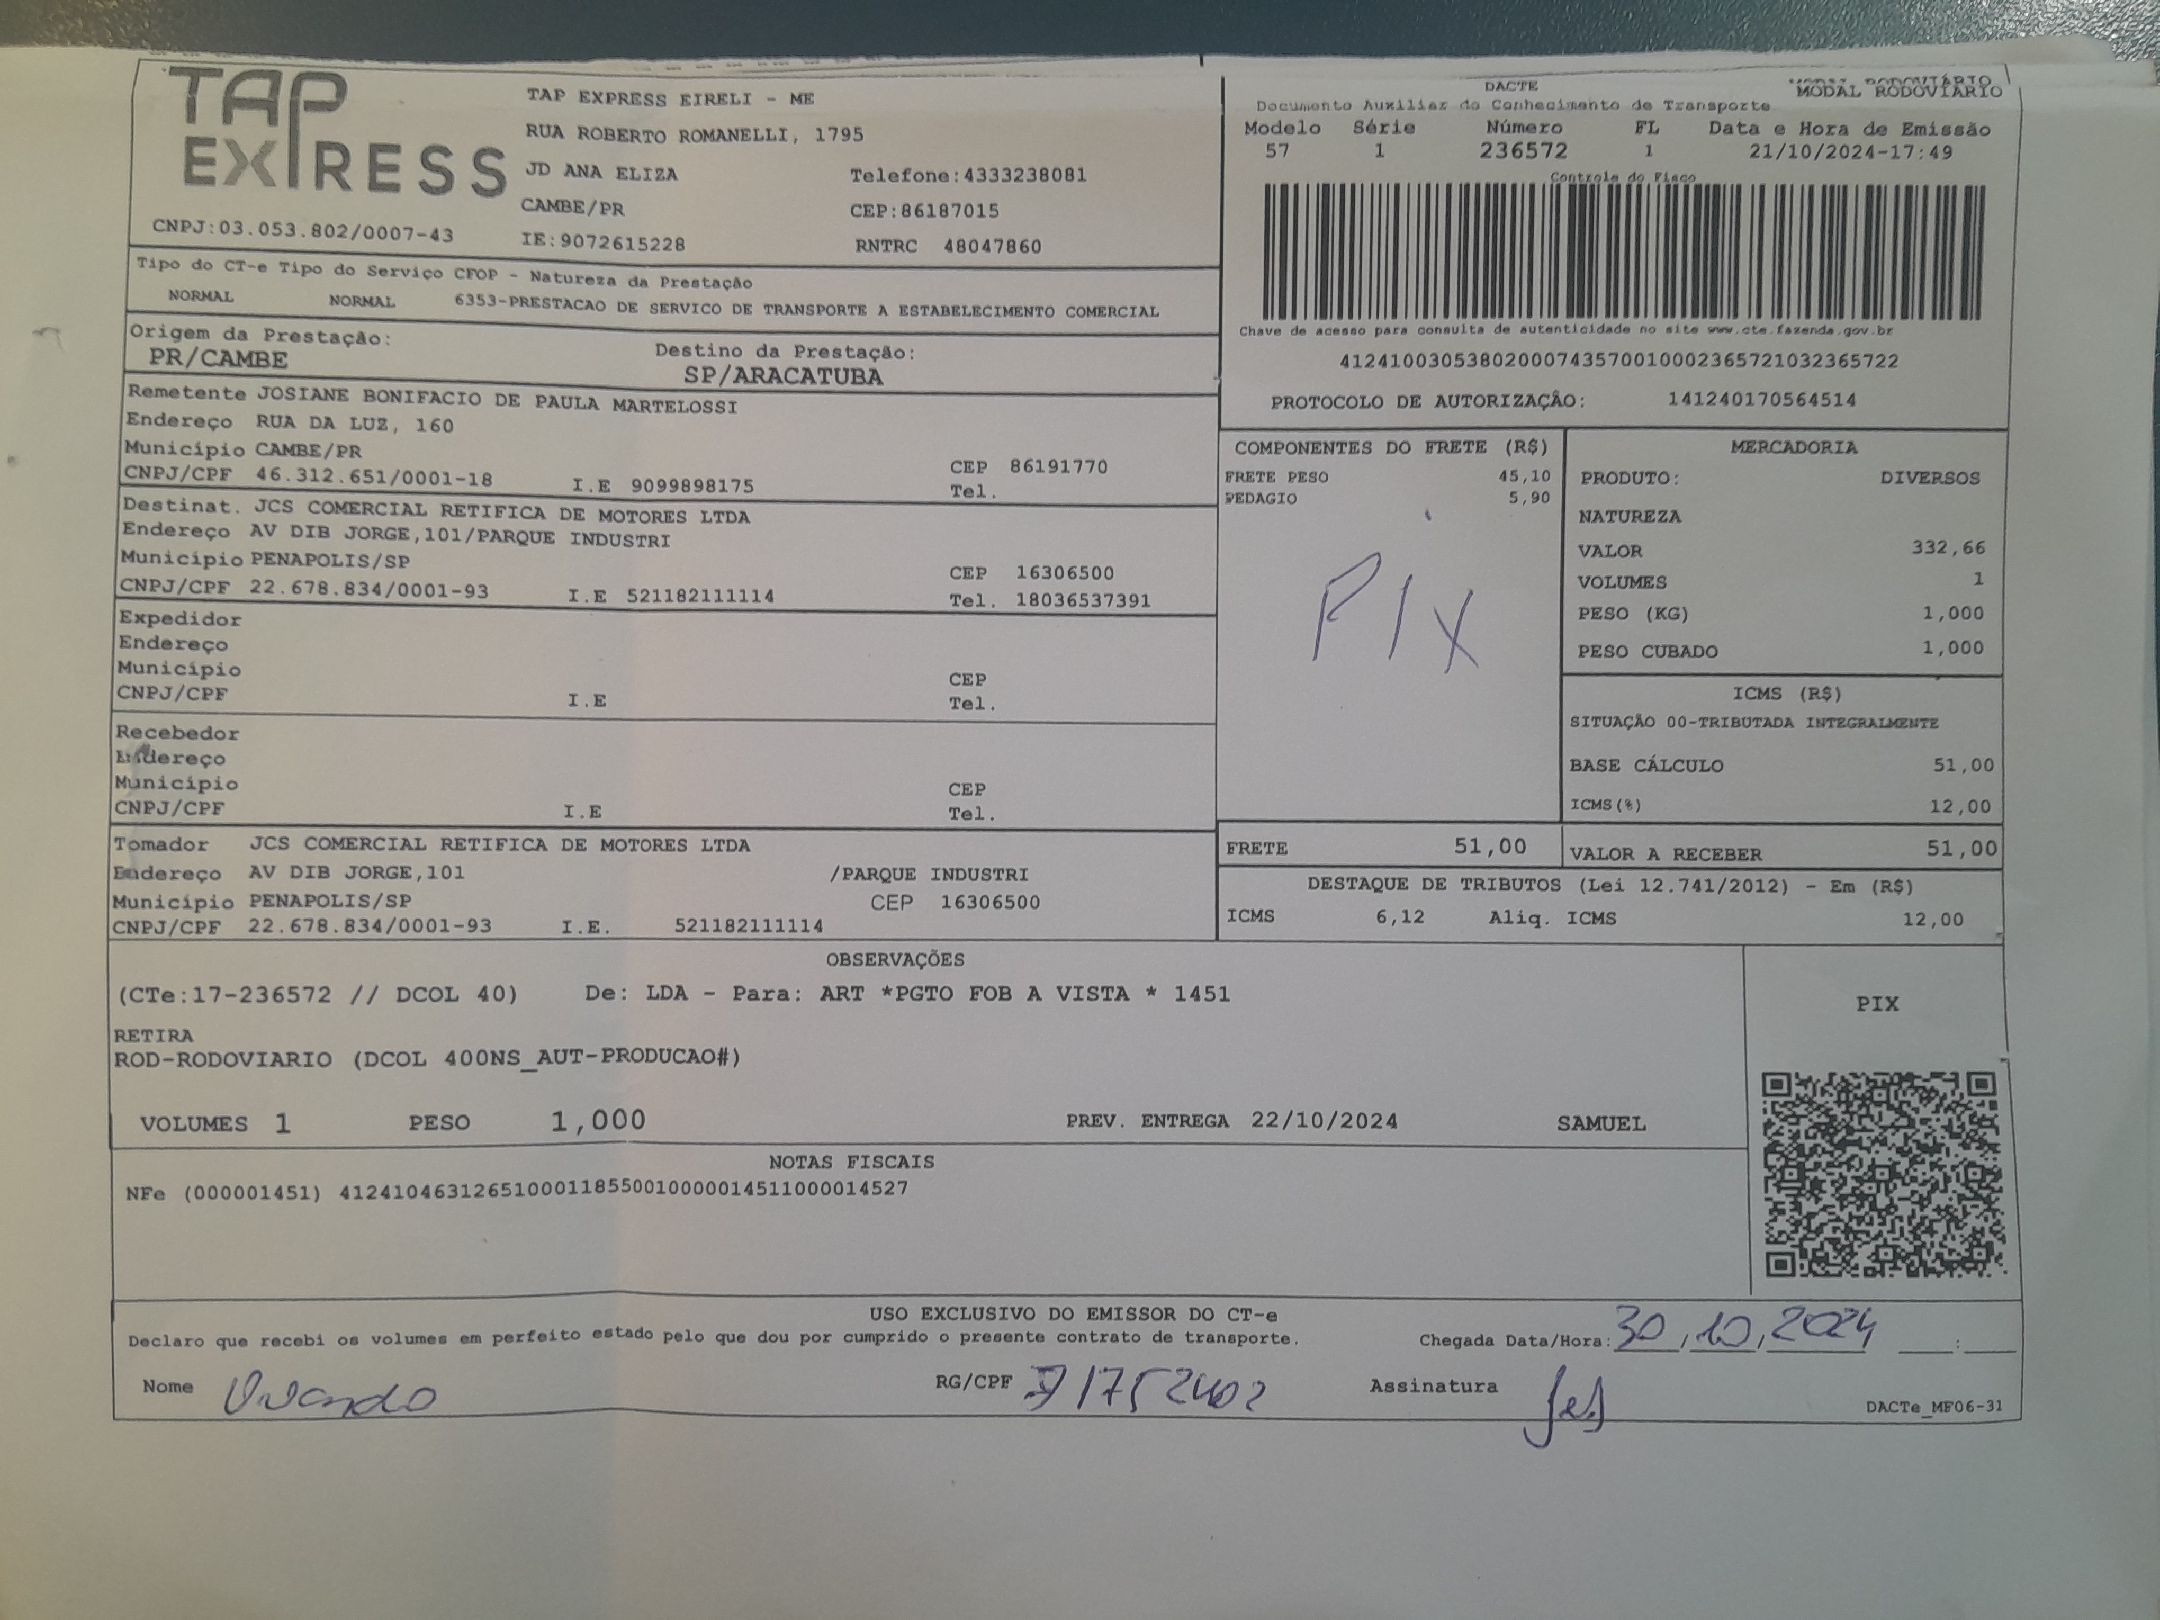 TAP
EXPRESS
TAP EXPRESS EIRELI - ME
RUA ROBERTO ROMANELLI, 1795
JD ANA ELIZA Telefone:4333238081
CAMBE/PR CEP:86187015
CNPJ:03.053.802/0007-43 IE:9072615228 RNTRC 48047860
DACTE MODAL RODOVIÁRIO
Documento Auxiliar do Conhecimento de Transporte
Modelo Série Número FL Data e Hora de Emissão
57 1 236572 1 21/10/2024-17:49
Controle do Fisco
Chave de acesso para consulta de autenticidade no site www.cte.fazenda.gov.br
41241003053802000743570010002365721032365722
PROTOCOLO DE AUTORIZAÇÃO: 141240170564514
Tipo do CT-e Tipo do Serviço CFOP - Natureza da Prestação
NORMAL NORMAL 6353-PRESTACAO DE SERVICO DE TRANSPORTE A ESTABELECIMENTO COMERCIAL
Origem da Prestação: Destino da Prestação:
PR/CAMBE SP/ARACATUBA
Remetente JOSIANE BONIFACIO DE PAULA MARTELOSSI
Endereço RUA DA LUZ, 160
Município CAMBE/PR CEP 86191770
CNPJ/CPF 46.312.651/0001-18 I.E 9099898175 Tel.
Destinat. JCS COMERCIAL RETIFICA DE MOTORES LTDA
Endereço AV DIB JORGE,101/PARQUE INDUSTRI
Município PENAPOLIS/SP CEP 16306500
CNPJ/CPF 22.678.834/0001-93 I.E 521182111114 Tel. 18036537391
Expedidor
Endereço
Município CEP
CNPJ/CPF I.E Tel.
Recebedor
Endereço
Município CEP
CNPJ/CPF I.E Tel.
Tomador JCS COMERCIAL RETIFICA DE MOTORES LTDA
Endereço AV DIB JORGE,101 /PARQUE INDUSTRI
Município PENAPOLIS/SP CEP 16306500
CNPJ/CPF 22.678.834/0001-93 I.E. 521182111114
COMPONENTES DO FRETE (R$)
FRETE PESO 45,10
PEDAGIO 5,90
PIX
MERCADORIA
PRODUTO: DIVERSOS
NATUREZA
VALOR 332,66
VOLUMES 1
PESO (KG) 1,000
PESO CUBADO 1,000
ICMS (R$)
SITUAÇÃO 00-TRIBUTADA INTEGRALMENTE
BASE CÁLCULO 51,00
ICMS(%) 12,00
FRETE 51,00 VALOR A RECEBER 51,00
DESTAQUE DE TRIBUTOS (Lei 12.741/2012) - Em (R$)
ICMS 6,12 Aliq. ICMS 12,00
OBSERVAÇÕES
(CTe:17-236572 // DCOL 40) De: LDA - Para: ART *PGTO FOB A VISTA * 1451
RETIRA
ROD-RODOVIARIO (DCOL 400NS_AUT-PRODUCAO#)
VOLUMES 1 PESO 1,000 PREV. ENTREGA 22/10/2024 SAMUEL
PIX
NOTAS FISCAIS
NFe (000001451) 41241046312651000118550010000014511000014527
USO EXCLUSIVO DO EMISSOR DO CT-e
Declaro que recebi os volumes em perfeito estado pelo que dou por cumprido o presente contrato de transporte. Chegada Data/Hora: 30/10/2024 :
Nome RG/CPF Assinatura
DACTe_MF06-31